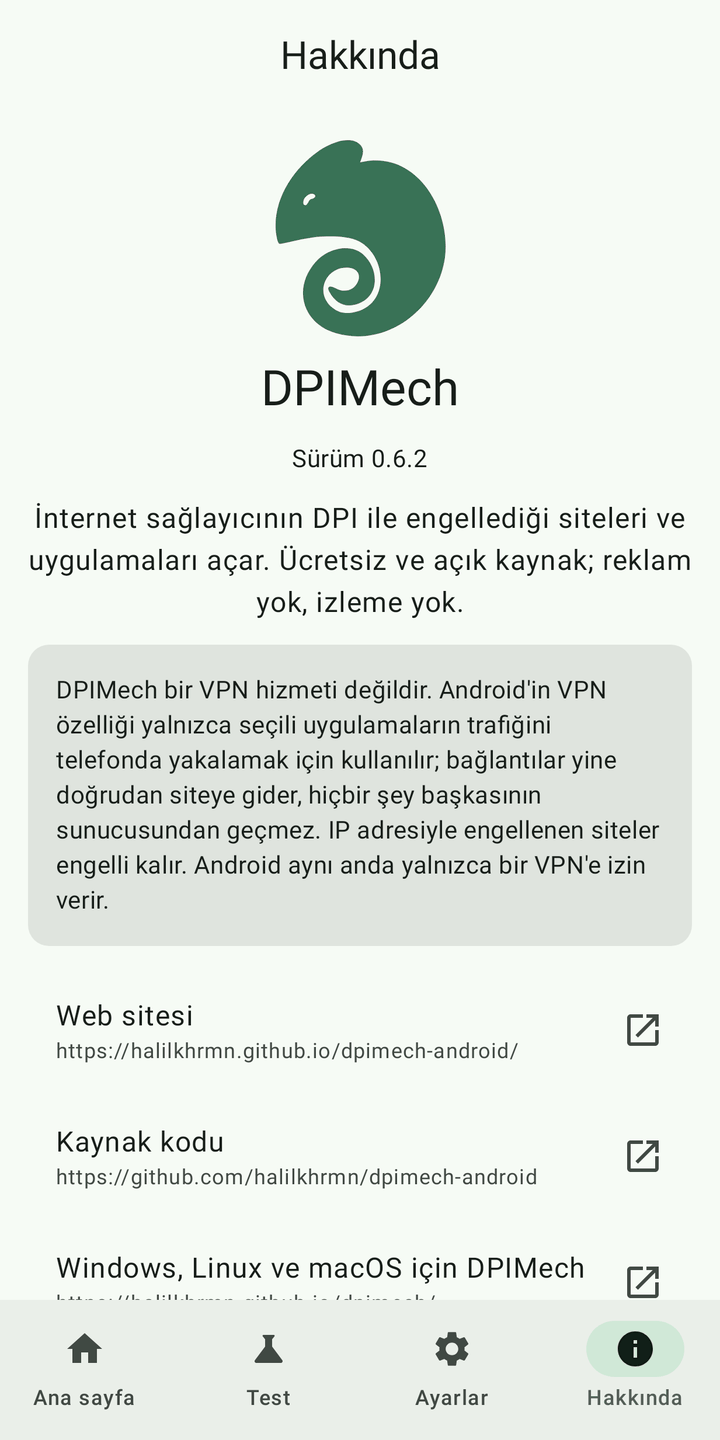 Hakkında
DPIMech
Sürüm 0.6.2
İnternet sağlayıcının DPI ile engellediği siteleri ve
uygulamaları açar. Ücretsiz ve açık kaynak; reklam
yok, izleme yok.
DPIMech bir VPN hizmeti değildir. Android'in VPN
özelliği yalnızca seçili uygulamaların trafiğini
telefonda yakalamak için kullanılır; bağlantılar yine
doğrudan siteye gider, hiçbir şey başkasının
sunucusundan geçmez. IP adresiyle engellenen siteler
engelli kalır. Android aynı anda yalnızca bir VPN'e izin
verir.
Web sitesi
https://halilkhrmn.github.io/dpimech-android/
Kaynak kodu
https://github.com/halilkhrmn/dpimech-android
Windows, Linux ve macOS için DPIMech
Ana sayfa
Test
Ayarlar
Hakkında